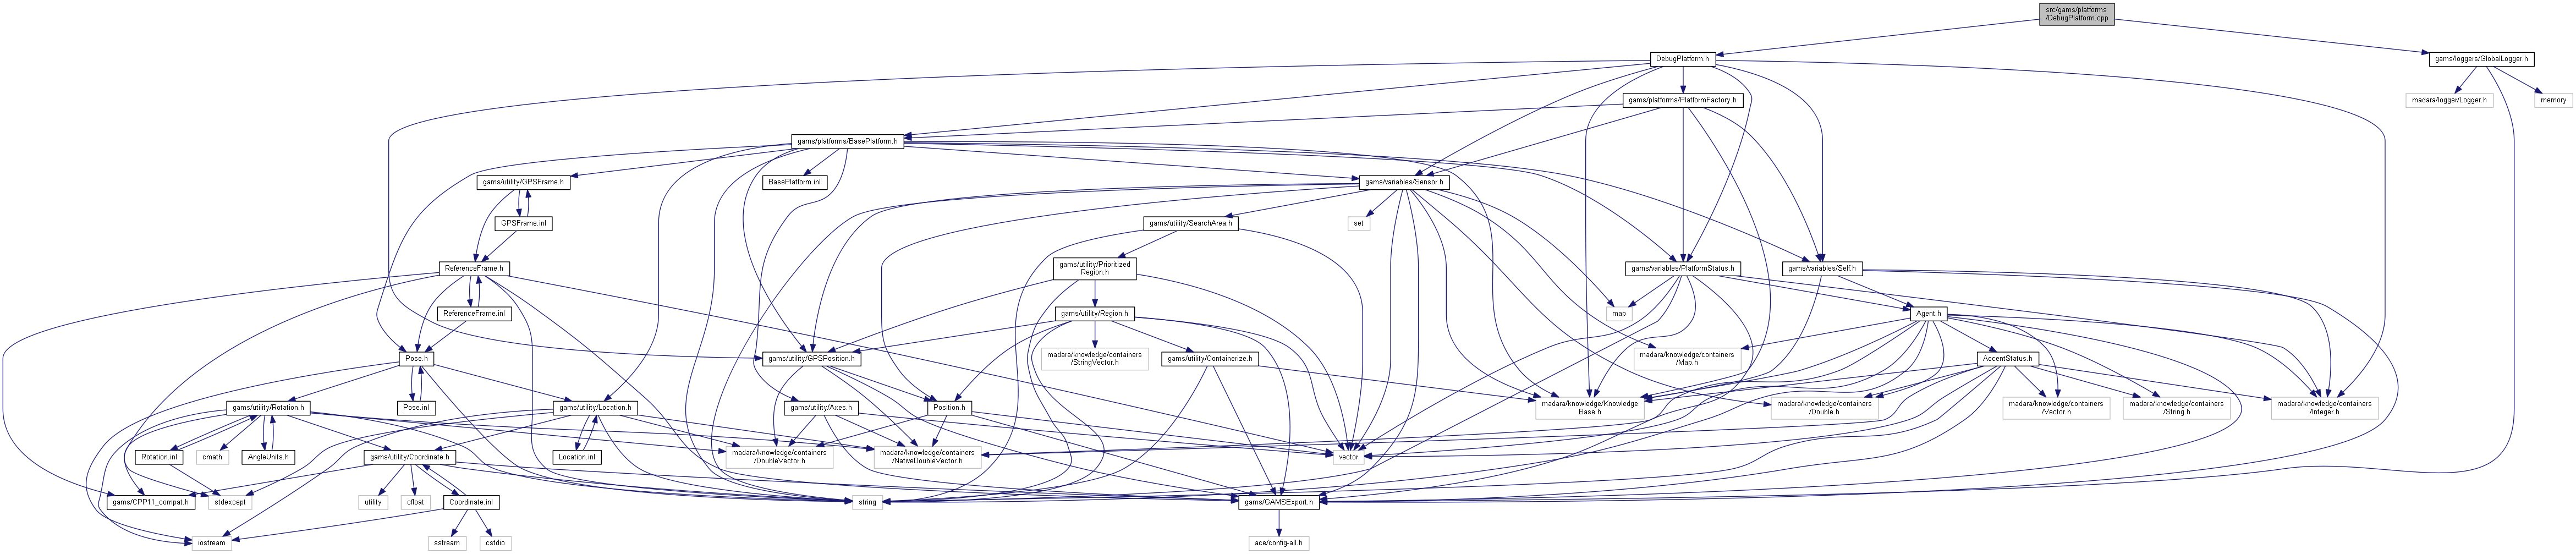 src/gams/platforms
/DebugPlatform.cpp
DebugPlatform.h
gams/loggers/GlobalLogger.h
gams/platforms/PlatformFactory.h
madara/logger/Logger.h
memory
gams/platforms/BasePlatform.h
gams/utility/GPSFrame.h
BasePlatform.inl
gams/variables/Sensor.h
GPSFrame.inl
gams/utility/SearchArea.h
set
ReferenceFrame.h
gams/utility/Prioritized
Region.h
gams/variables/PlatformStatus.h
gams/variables/Self.h
ReferenceFrame.inl
gams/utility/Region.h
map
Agent.h
Pose.h
gams/utility/GPSPosition.h
madara/knowledge/containers
/StringVector.h
gams/utility/Containerize.h
madara/knowledge/containers
/Map.h
AccentStatus.h
gams/utility/Rotation.h
Pose.inl
gams/utility/Location.h
gams/utility/Axes.h
Position.h
madara/knowledge/Knowledge
Base.h
madara/knowledge/containers
/Double.h
madara/knowledge/containers
/Vector.h
madara/knowledge/containers
/String.h
madara/knowledge/containers
/Integer.h
Rotation.inl
cmath
AngleUnits.h
gams/utility/Coordinate.h
Location.inl
madara/knowledge/containers
/DoubleVector.h
madara/knowledge/containers
/NativeDoubleVector.h
vector
gams/CPP11_compat.h
stdexcept
utility
cfloat
Coordinate.inl
string
gams/GAMSExport.h
iostream
sstream
cstdio
ace/config-all.h